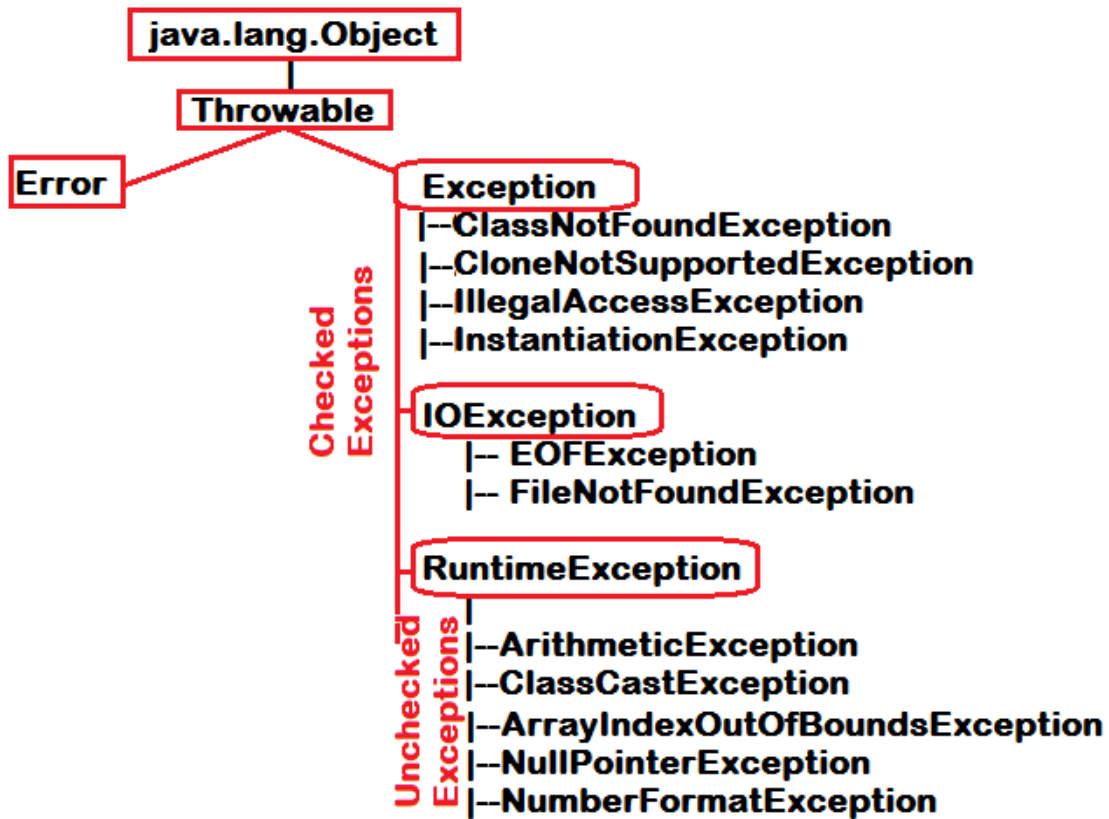 java.lang.Object
|
Throwable
Error
Exception
|--ClassNotFoundException
|--CloneNotSupportedException
|--IllegalAccessException
|--InstantiationException
Checked
Exceptions
IOException
|-- EOFException
|-- FileNotFoundException
RuntimeException
|
|--ArithmeticException
|--ClassCastException
|--ArrayIndexOutOfBoundsException
|--NullPointerException
|--NumberFormatException
Unchecked
Exceptions